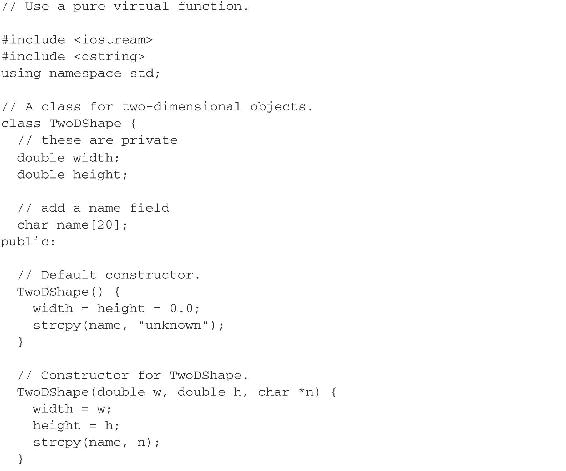 // Use a pure virtual function.
#include <iostream>
#include <cstring>
using namespace std;
// A class for two-dimensional objects.
class TwoDShape {
// these are private
double width;
double height;
// add a name field
char name[20];
public:
// Default constructor.
TwoDShape() {
width = height = 0.0;
strcpy(name, "unknown");
}
// Constructor for TwoDShape.
TwoDShape(double w, double h, char *n) {
width = w;
height = h;
strcpy(name, n);
}